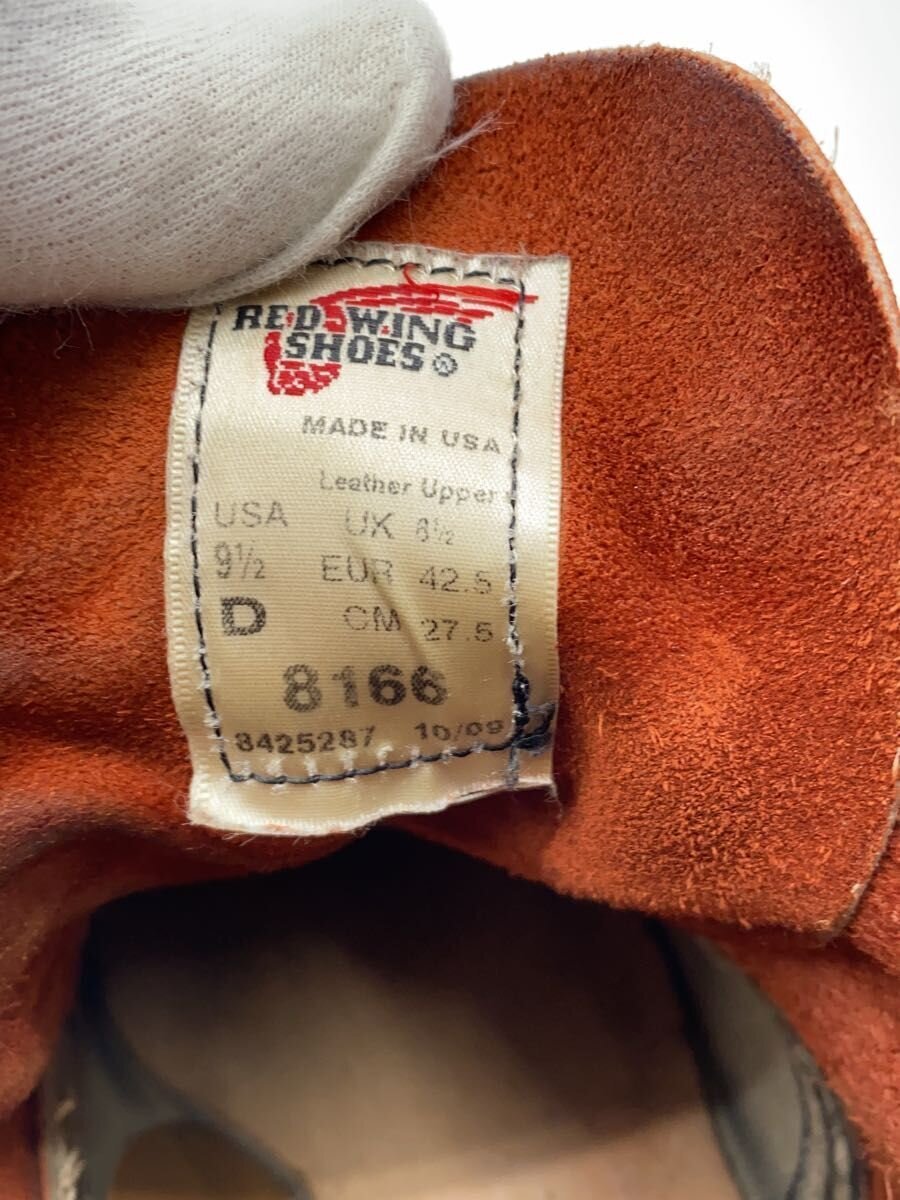 RED WING
SHOES®
MADE IN USA
Leather Upper
USA UK 8½
9½ EUR 42.5
D CM 27.5
8166
8425287 10/09